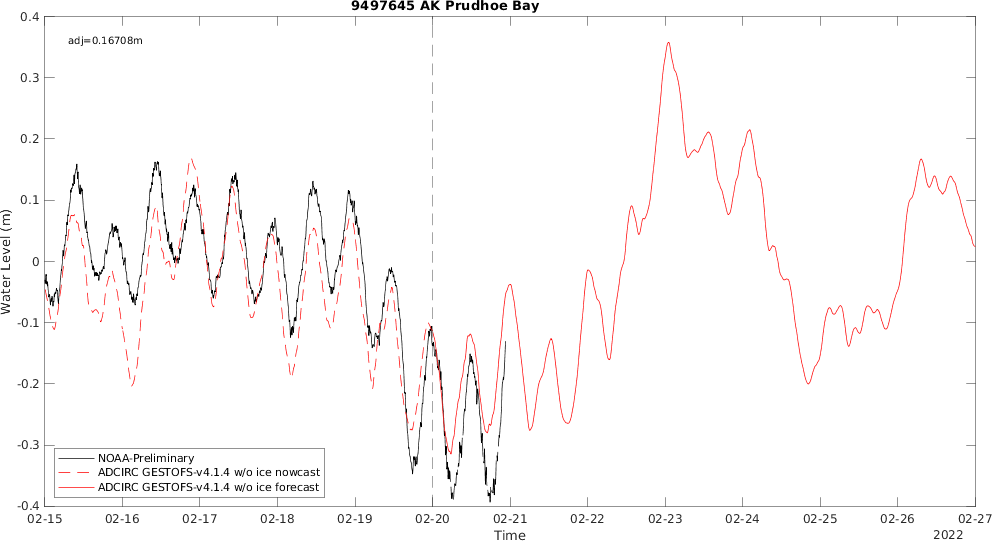 9497645 AK Prudhoe Bay
adj=0.16708m
Water Level (m)
0.4
0.3
0.2
0.1
0
-0.1
-0.2
-0.3
-0.4
NOAA-Preliminary
ADCIRC GESTOFS-v4.1.4 w/o ice nowcast
ADCIRC GESTOFS-v4.1.4 w/o ice forecast
02-15 02-16 02-17 02-18 02-19 02-20 02-21 02-22 02-23 02-24 02-25 02-26 02-27
Time
2022